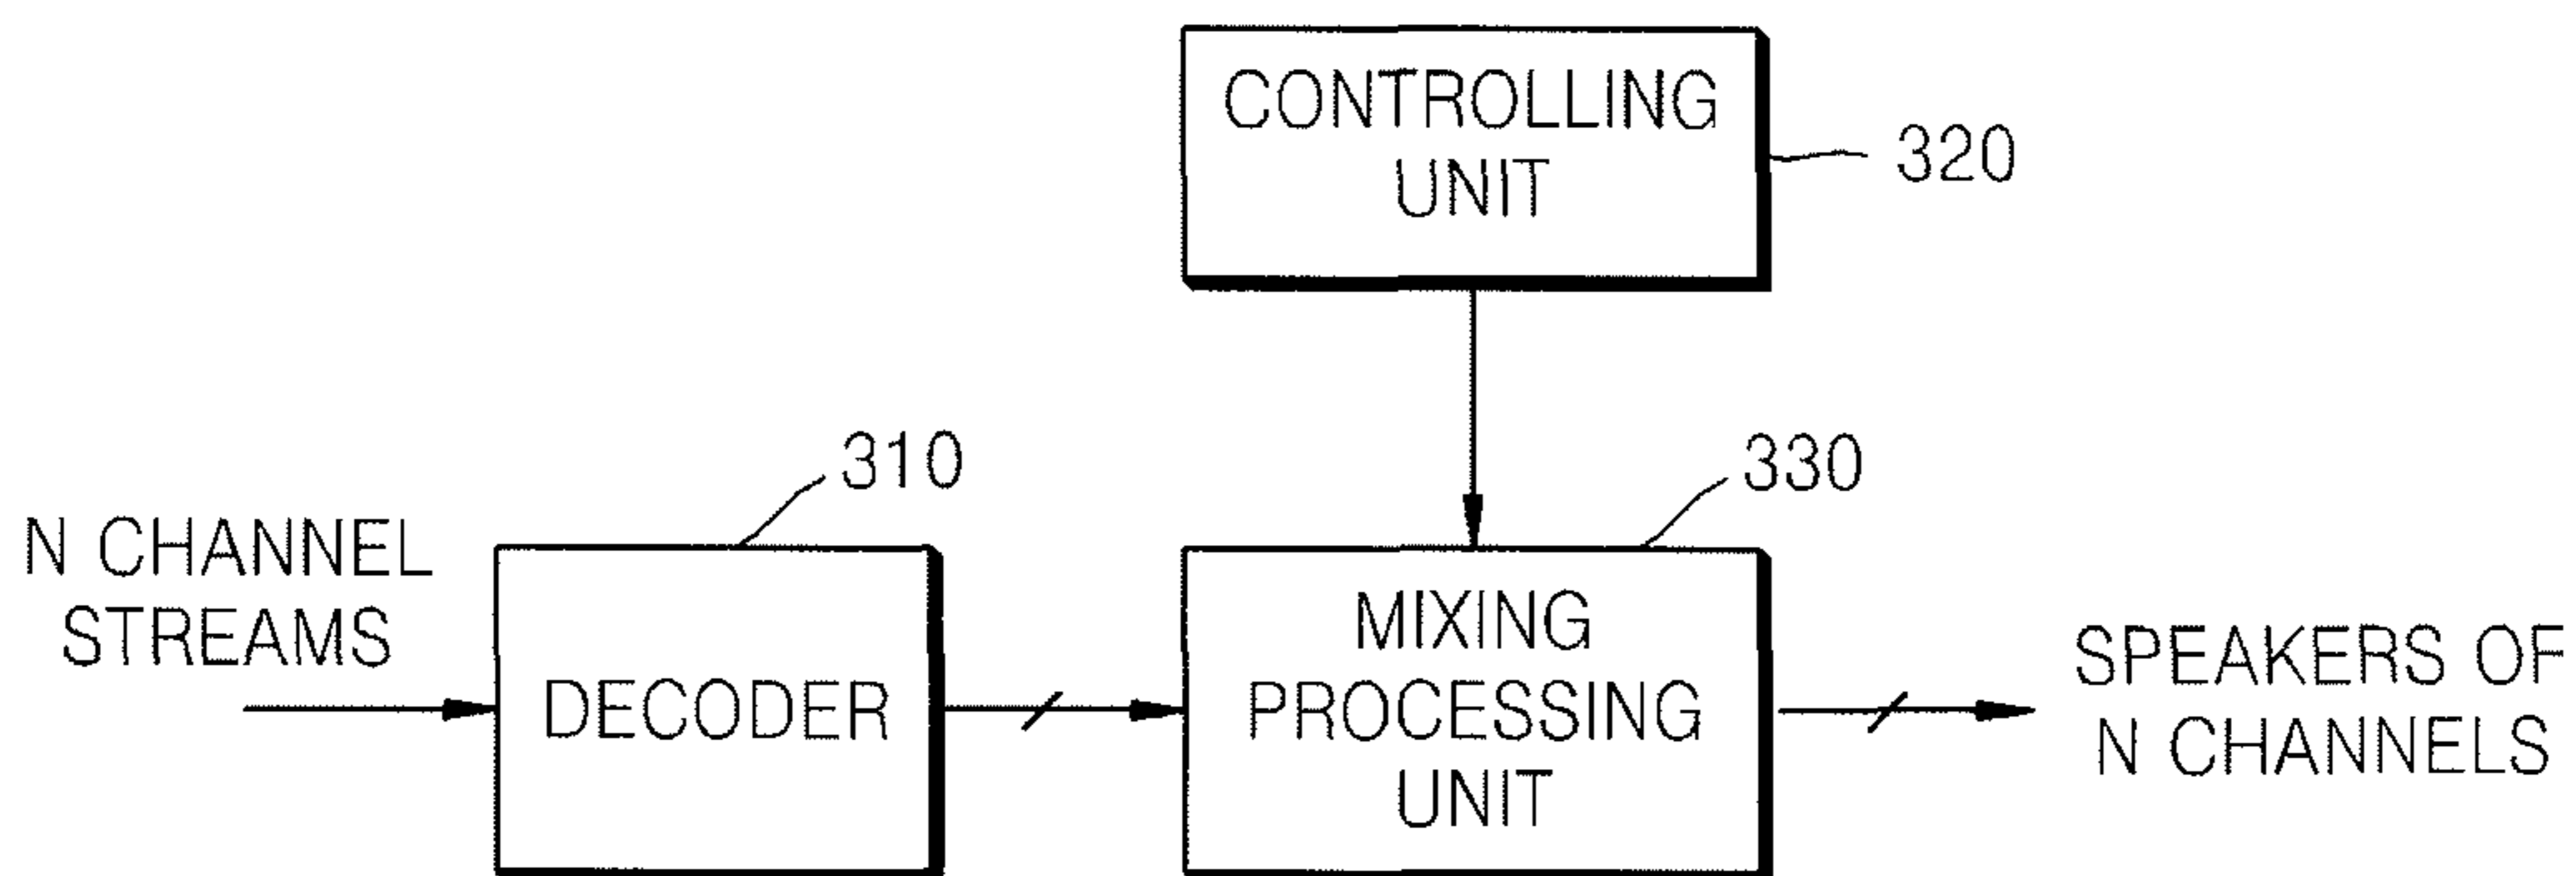 CONTROLLING
UNIT
320
310
330
N CHANNEL
STREAMS
DECODER
MIXING
PROCESSING
UNIT
SPEAKERS OF
N CHANNELS